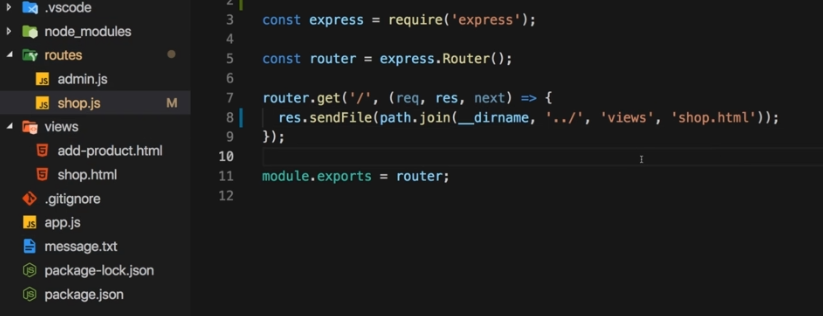 .vscode
node_modules
routes
JS admin.js
JS shop.js M
views
add-product.html
shop.html
.gitignore
JS app.js
message.txt
package-lock.json
package.json
3 const express = require('express');
4
5 const router = express.Router();
6
7 router.get('/', (req, res, next) => {
8 res.sendFile(path.join(__dirname, '../', 'views', 'shop.html'));
9 });
10
11 module.exports = router;
12